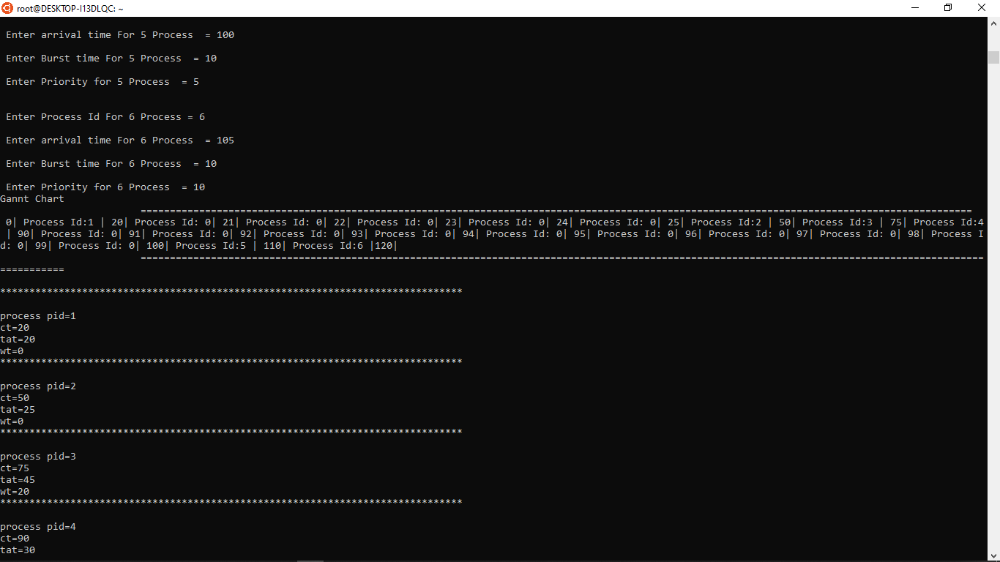 root@DESKTOP-I13DLQC: ~
Enter arrival time For 5 Process  = 100
Enter Burst time For 5 Process  = 10
Enter Priority for 5 Process  = 5
Enter Process Id For 6 Process = 6
Enter arrival time For 6 Process  = 105
Enter Burst time For 6 Process  = 10
Enter Priority for 6 Process  = 10
Gannt Chart
==============================================================================================================================================
0| Process Id:1 | 20| Process Id: 0| 21| Process Id: 0| 22| Process Id: 0| 23| Process Id: 0| 24| Process Id: 0| 25| Process Id:2 | 50| Process Id:3 | 75| Process Id:4
| 90| Process Id: 0| 91| Process Id: 0| 92| Process Id: 0| 93| Process Id: 0| 94| Process Id: 0| 95| Process Id: 0| 96| Process Id: 0| 97| Process Id: 0| 98| Process I
d: 0| 99| Process Id: 0| 100| Process Id:5 | 110| Process Id:6 |120|
================================================================================================================================================
===========
*******************************************************************************
process pid=1
ct=20
tat=20
wt=0
*******************************************************************************
process pid=2
ct=50
tat=25
wt=0
*******************************************************************************
process pid=3
ct=75
tat=45
wt=20
*******************************************************************************
process pid=4
ct=90
tat=30